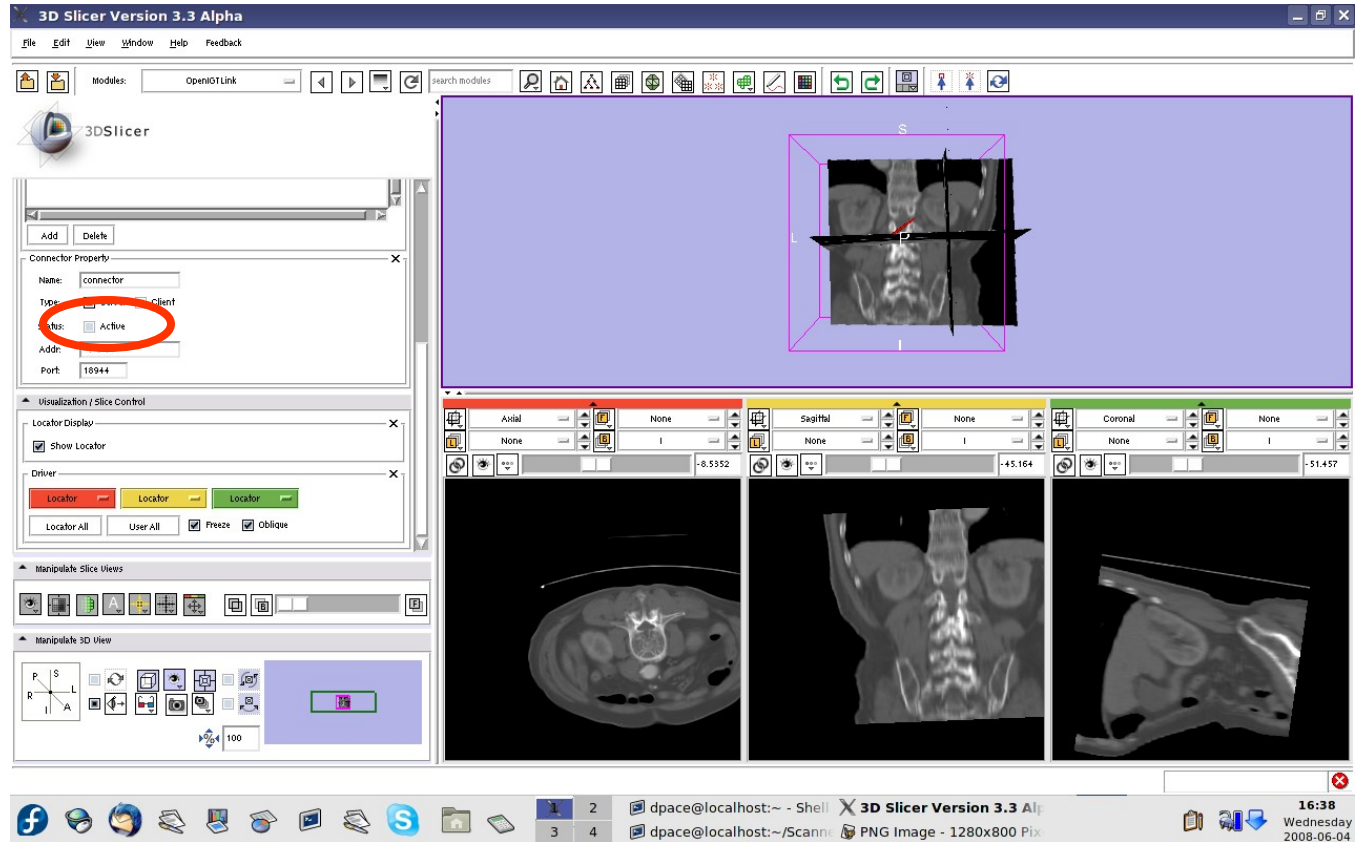 3D Slicer Version 3.3 Alpha
File Edit View Window Help Feedback
Modules: OpenIGTLink search modules
3DSlicer
Add Delete
Connector Property
Name: connector
Type: Client
Status: Active
Addr:
Port: 18944
Visualization / Slice Control
Locator Display
Show Locator
Driver
Locator Locator Locator
Locator All User All Freeze Oblique
Manipulate Slice Views
Manipulate 3D View
P S
R L
I A
100
S
L P
I
Axial None
None I
-8.5352
Sagittal None
None I
-45.164
Coronal None
None I
-51.457
1 2
3 4
dpace@localhost:~ - Shell
3D Slicer Version 3.3 Alp
dpace@localhost:~/Scanne
PNG Image - 1280x800 Pix
16:38
Wednesday
2008-06-04